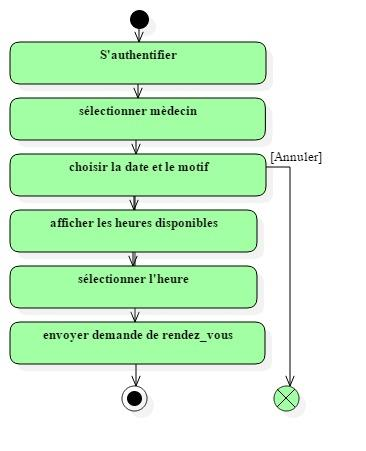 S'authentifier
sélectionner mèdecin
[Annuler]
choisir la date et le motif
afficher les heures disponibles
sélectionner l'heure
envoyer demande de rendez_vous